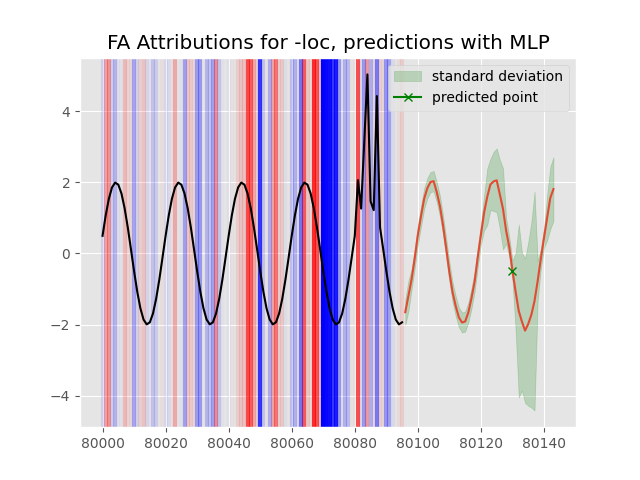 FA Attributions for -loc, predictions with MLP
standard deviation
predicted point
4
2
0
−2
−4
80000 80020 80040 80060 80080 80100 80120 80140